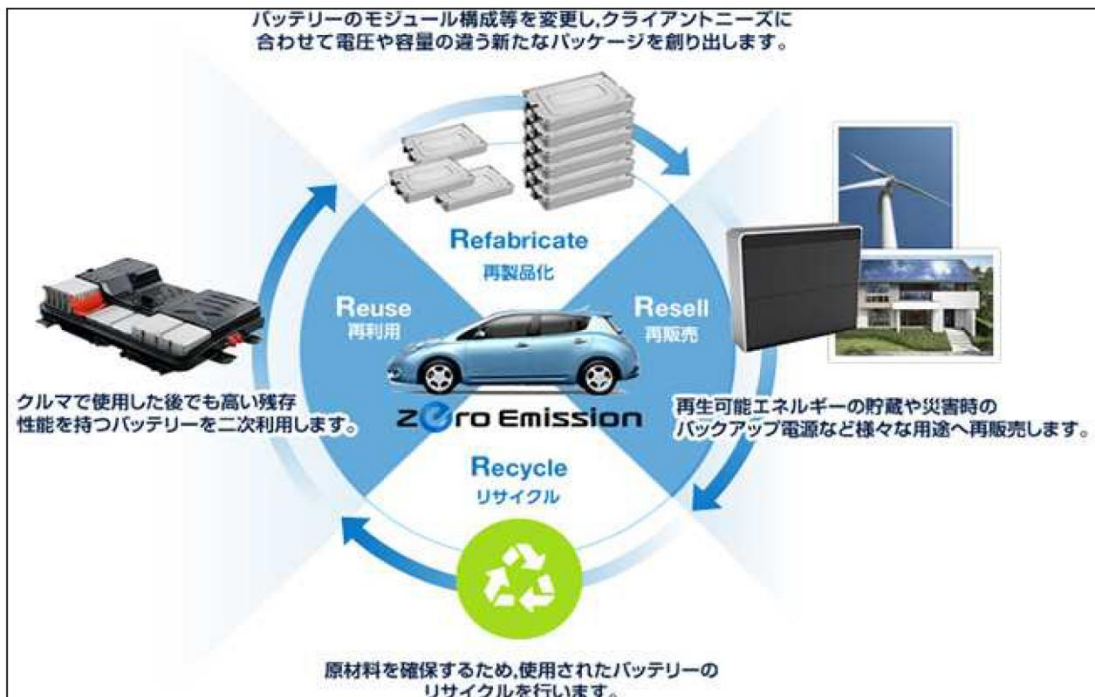 バッテリーのモジュール構成等を変更し,クライアントニーズに
合わせて電圧や容量の違う新たなパッケージを創り出します。
Refabricate
再製品化
Reuse
再利用
Resell
再販売
クルマで使用した後でも高い残存
性能を持つバッテリーを二次利用します。
zero Emission
再生可能エネルギーの貯蔵や災害時の
バックアップ電源など様々な用途へ再販売します。
Recycle
リサイクル
原材料を確保するため,使用されたバッテリーの
リサイクルを行います。